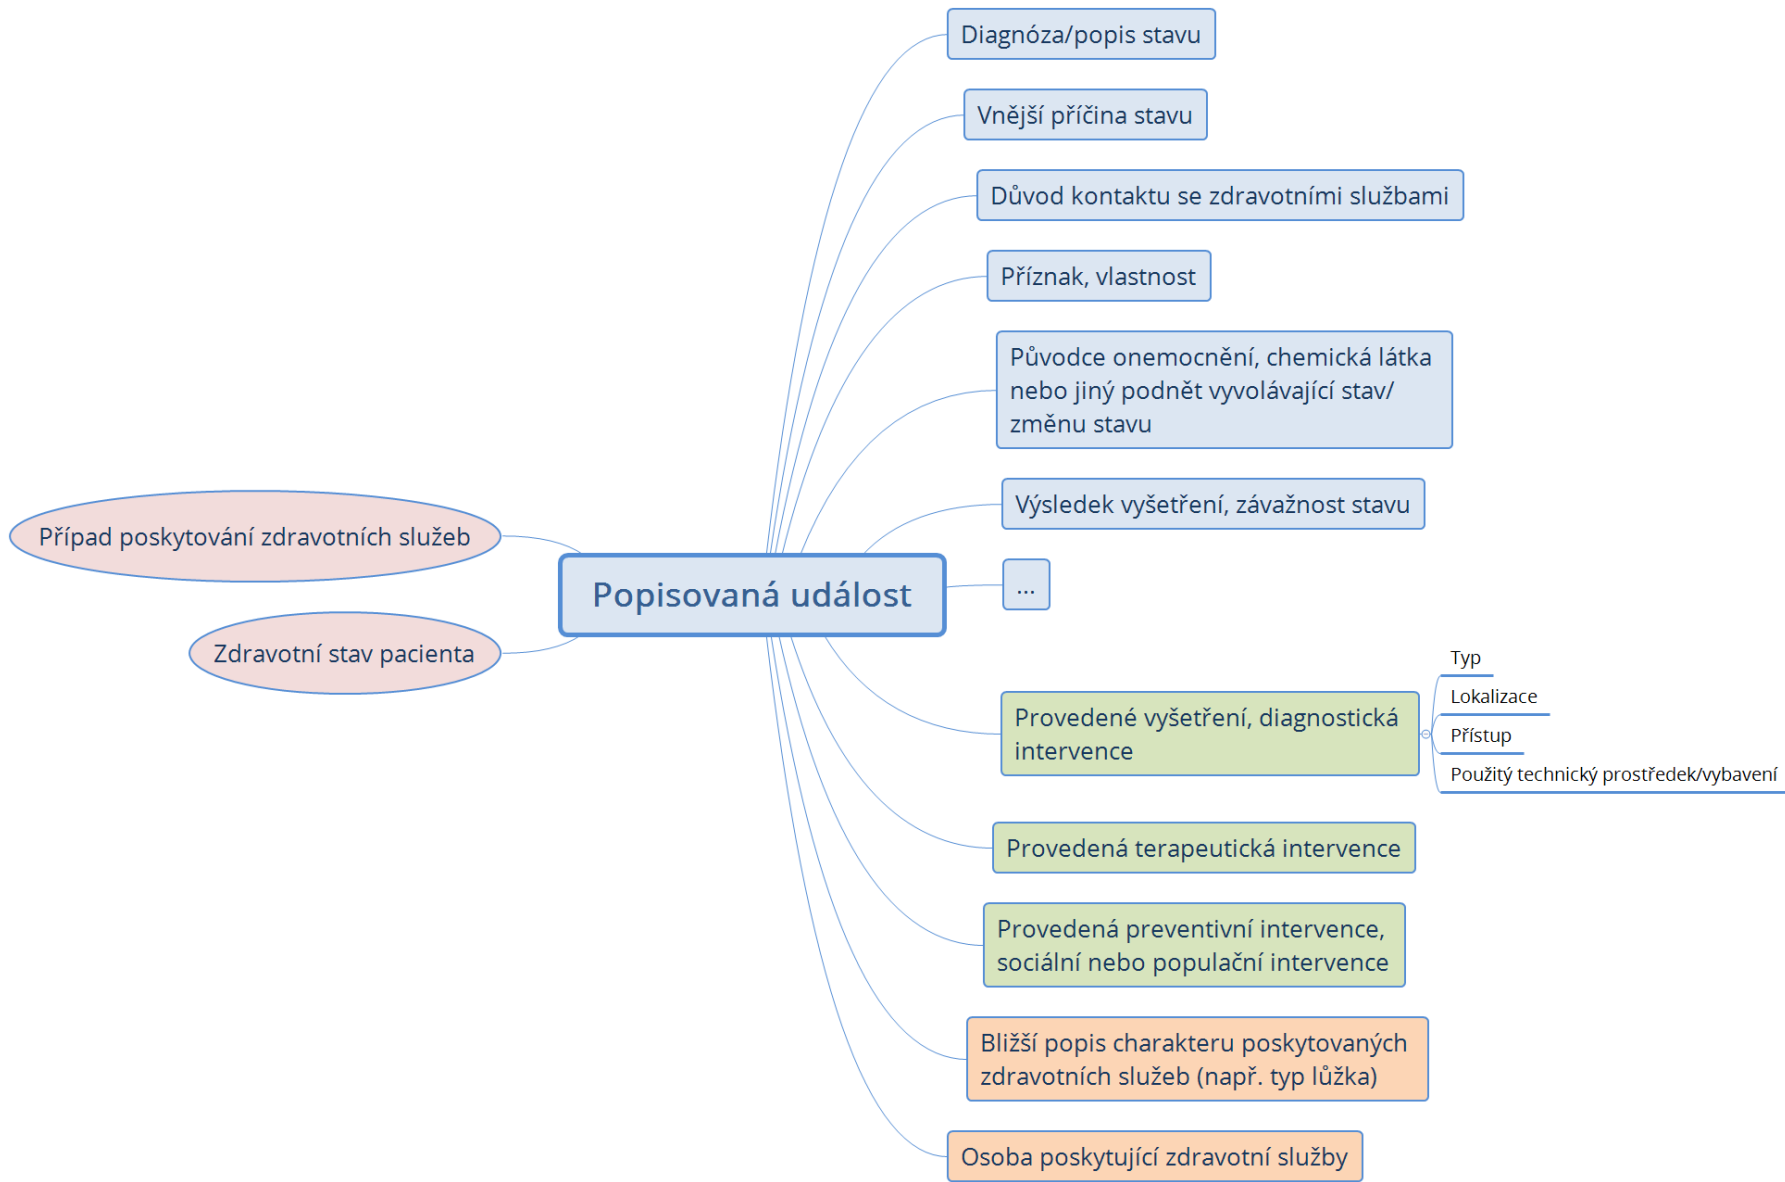 Diagnóza/popis stavu
Vnější příčina stavu
Důvod kontaktu se zdravotními službami
Příznak, vlastnost
Původce onemocnění, chemická látka
nebo jiný podnět vyvolávající stav/
změnu stavu
Výsledek vyšetření, závažnost stavu
Případ poskytování zdravotních služeb
Popisovaná událost
...
Zdravotní stav pacienta
Provedené vyšetření, diagnostická
intervence
Typ
Lokalizace
Přístup
Použitý technický prostředek/vybavení
Provedená terapeutická intervence
Provedená preventivní intervence,
sociální nebo populační intervence
Bližší popis charakteru poskytovaných
zdravotních služeb (např. typ lůžka)
Osoba poskytující zdravotní služby